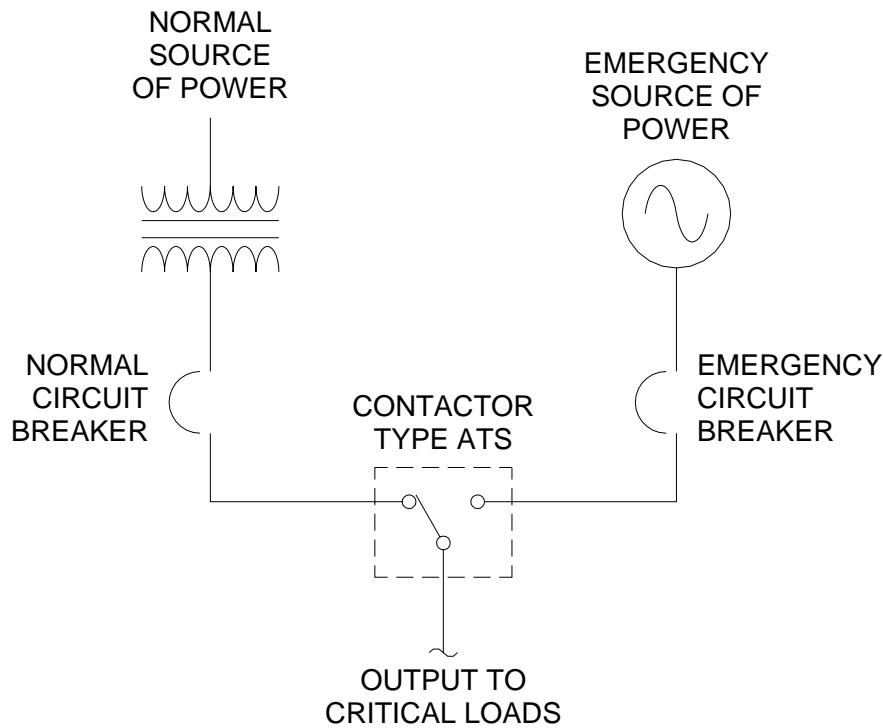 NORMAL
SOURCE
OF POWER
EMERGENCY
SOURCE OF
POWER
NORMAL
CIRCUIT
BREAKER
CONTACTOR
TYPE ATS
EMERGENCY
CIRCUIT
BREAKER
OUTPUT TO
CRITICAL LOADS